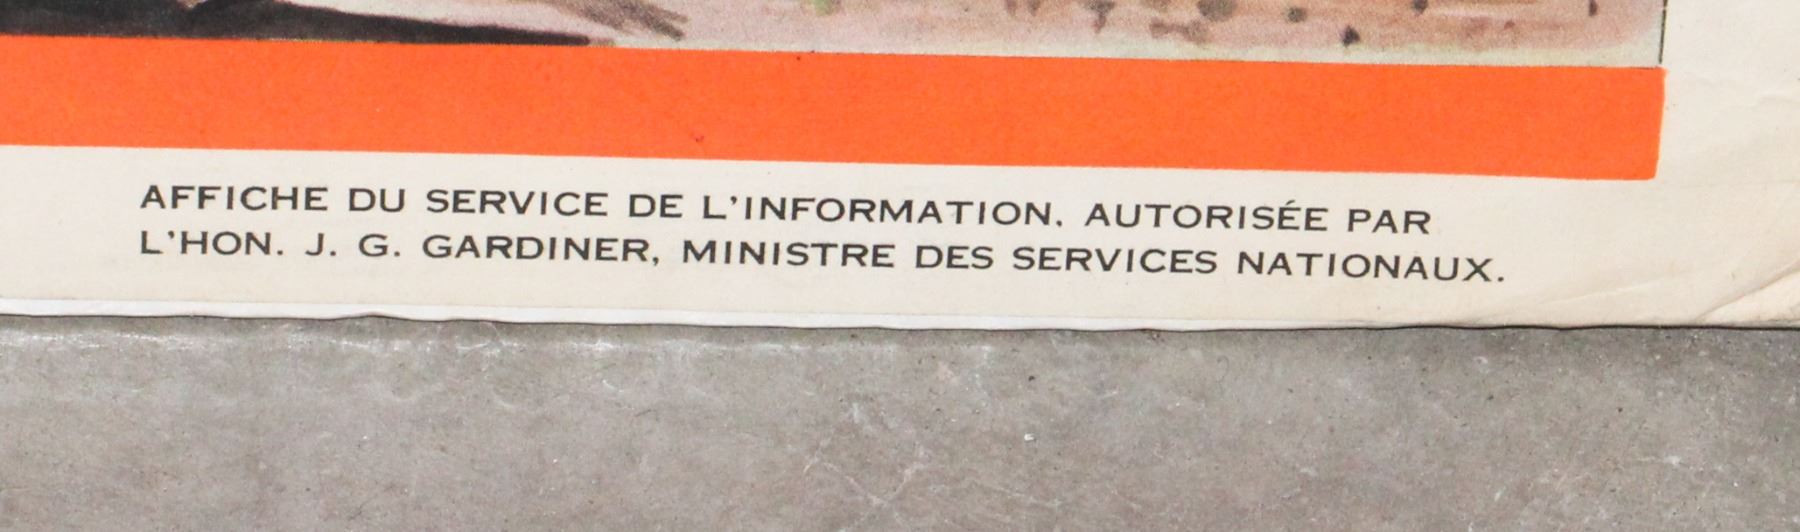 AFFICHE DU SERVICE DE L'INFORMATION. AUTORISÉE PAR
L'HON. J. G. GARDINER, MINISTRE DES SERVICES NATIONAUX.